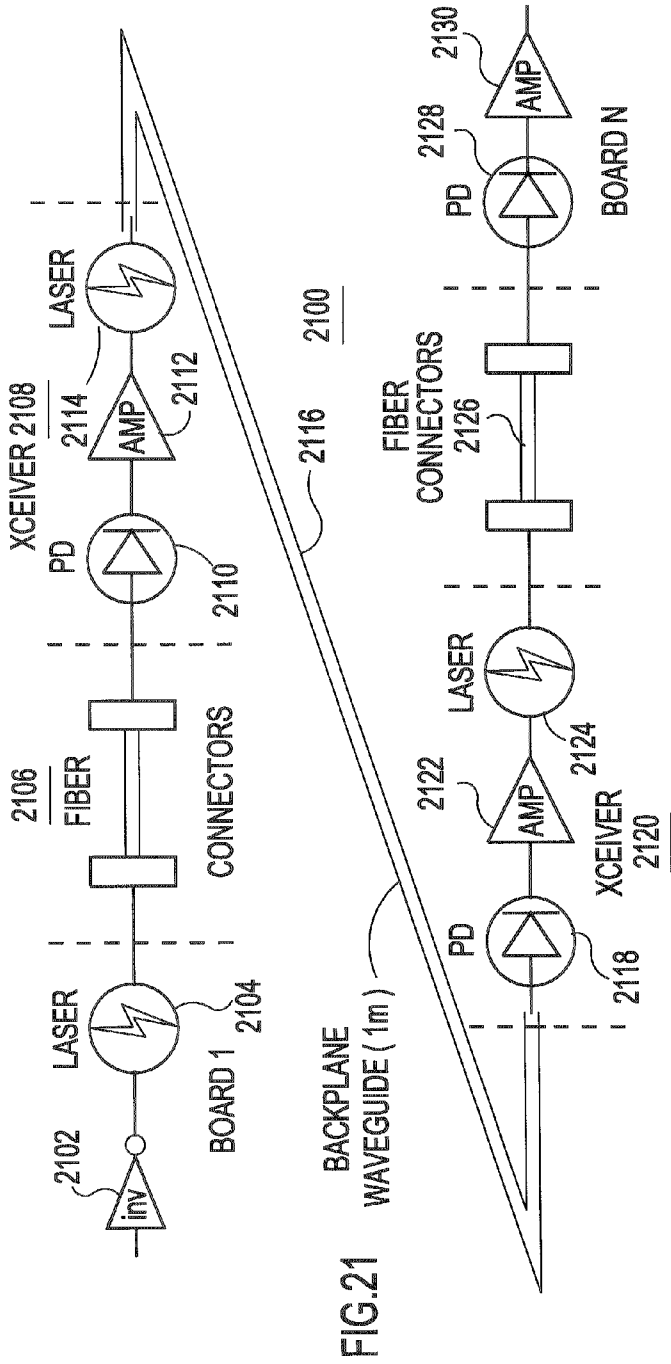 2102
inv
LASER
2104
BOARD 1
2106
FIBER
CONNECTORS
XCEIVER 2108
PD
2110
AMP
2112
LASER
2114
BACKPLANE
WAVEGUIDE ( 1m )
2116
2100
PD
2118
AMP
2122
XCEIVER
2120
LASER
2124
FIBER
CONNECTORS
2126
PD
2128
AMP
2130
BOARD N
FIG.21